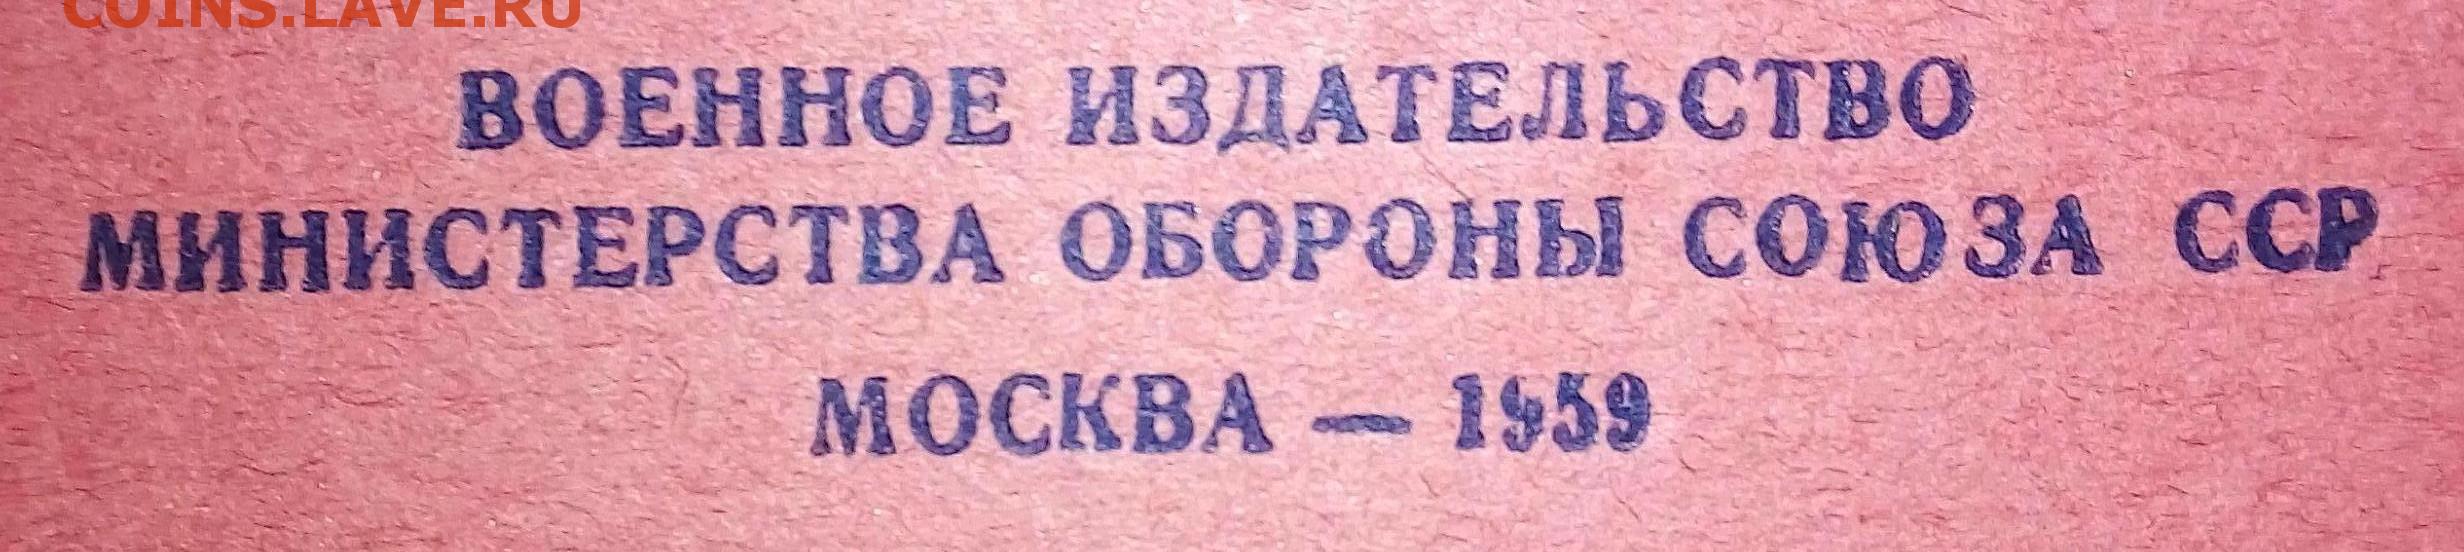 COINS.LAVE.RU
ВОЕННОЕ ИЗДАТЕЛЬСТВО
МИНИСТЕРСТВА ОБОРОНЫ СОЮЗА ССР
МОСКВА — 1959